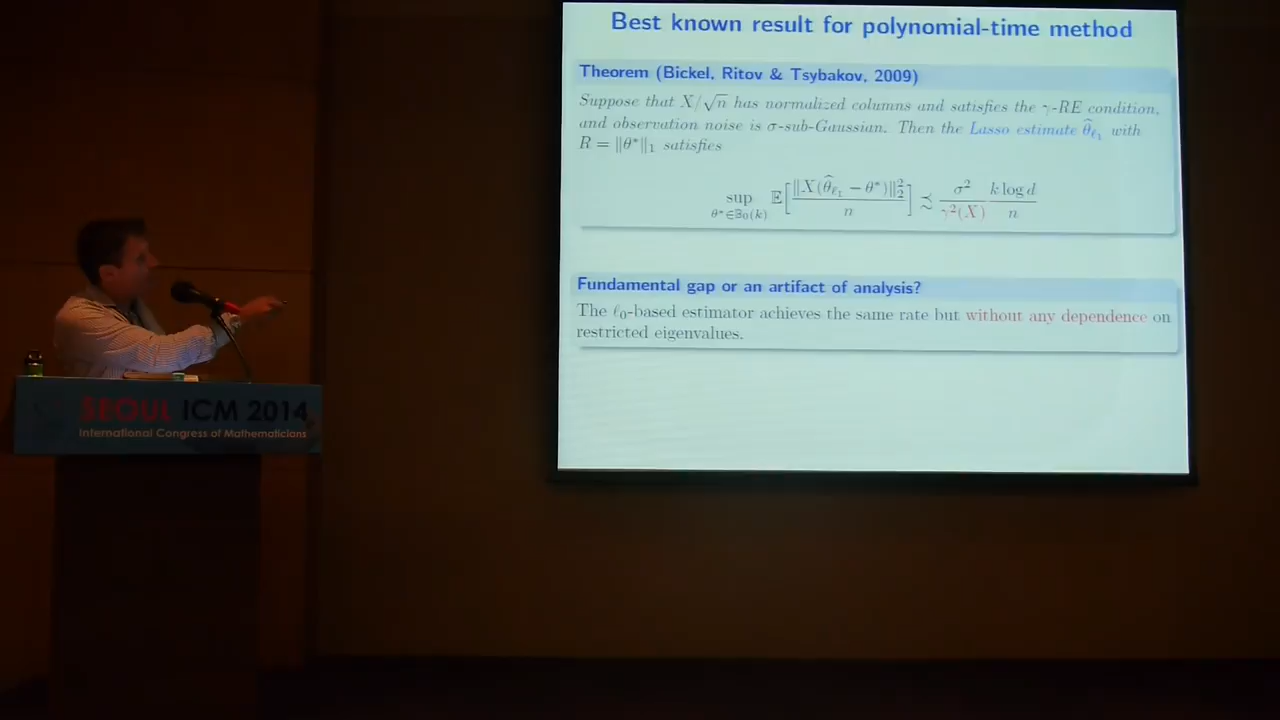 Best known result for polynomial-time method
Theorem (Bickel, Ritov & Tsybakov, 2009)
Suppose that X/√n has normalized columns and satisfies the γ-RE condition,
and observation noise is σ-sub-Gaussian. Then the Lasso estimate θ̂_ℓ₁ with
R = ‖θ*‖₁ satisfies
sup_{θ*∈𝔹₀(k)} 𝔼[‖X(θ̂_ℓ₁ − θ*)‖₂²/n] ≾ σ²/γ²(X) k log d/n
Fundamental gap or an artifact of analysis?
The ℓ₀-based estimator achieves the same rate but without any dependence on
restricted eigenvalues.
SEOUL ICM 2014
International Congress of Mathematicians